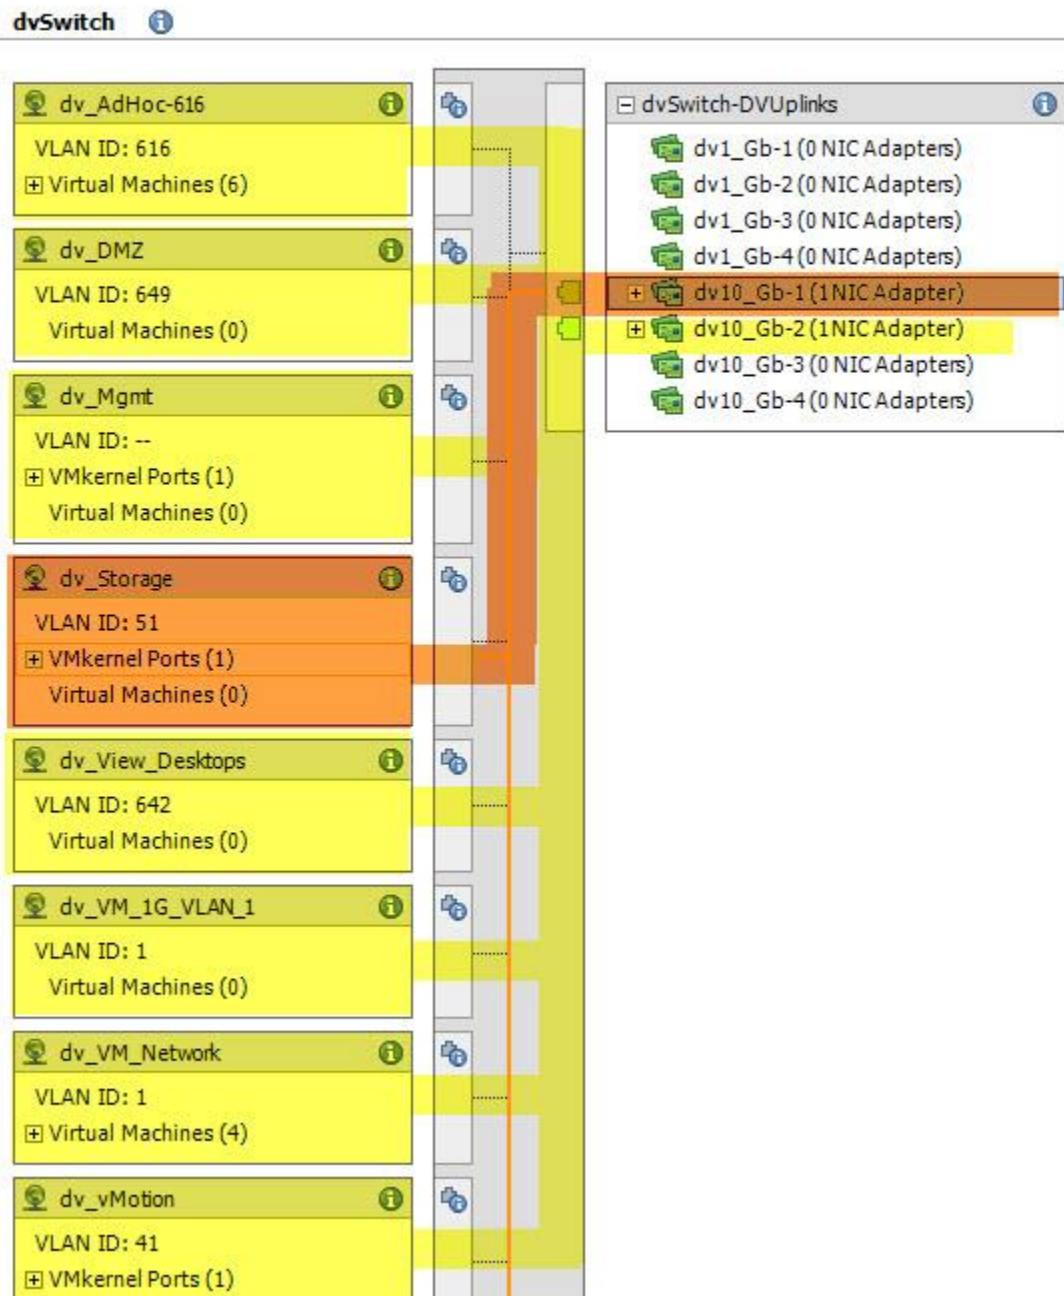 dvSwitch
dv_AdHoc-616
VLAN ID: 616
Virtual Machines (6)
dv_DMZ
VLAN ID: 649
Virtual Machines (0)
dv_Mgmt
VLAN ID: --
VMkernel Ports (1)
Virtual Machines (0)
dv_Storage
VLAN ID: 51
VMkernel Ports (1)
Virtual Machines (0)
dv_View_Desktops
VLAN ID: 642
Virtual Machines (0)
dv_VM_1G_VLAN_1
VLAN ID: 1
Virtual Machines (0)
dv_VM_Network
VLAN ID: 1
Virtual Machines (4)
dv_vMotion
VLAN ID: 41
VMkernel Ports (1)
dvSwitch-DVUplinks
dv1_Gb-1 (0 NIC Adapters)
dv1_Gb-2 (0 NIC Adapters)
dv1_Gb-3 (0 NIC Adapters)
dv1_Gb-4 (0 NIC Adapters)
dv10_Gb-1 (1 NIC Adapter)
dv10_Gb-2 (1 NIC Adapter)
dv10_Gb-3 (0 NIC Adapters)
dv10_Gb-4 (0 NIC Adapters)